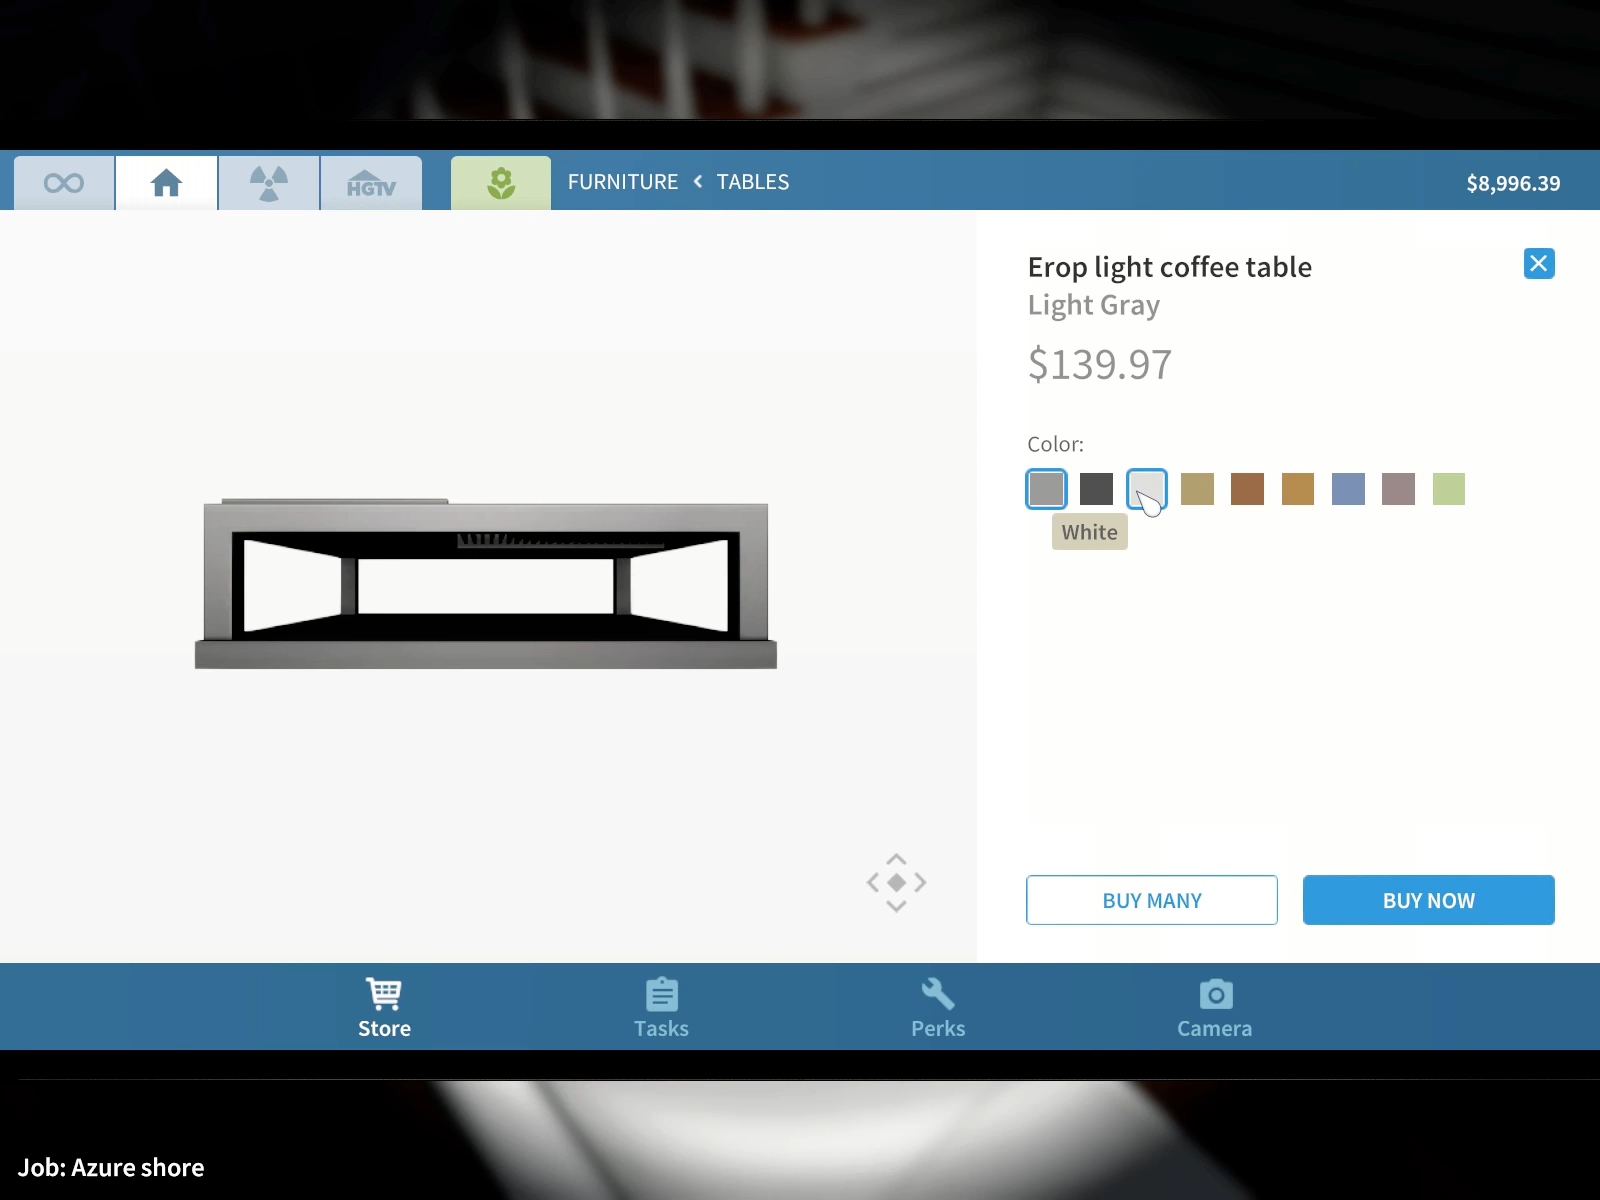 HGTV
FURNITURE < TABLES
$8,996.39
Erop light coffee table
Light Gray
$139.97
Color:
White
BUY MANY
BUY NOW
Store
Tasks
Perks
Camera
Job: Azure shore